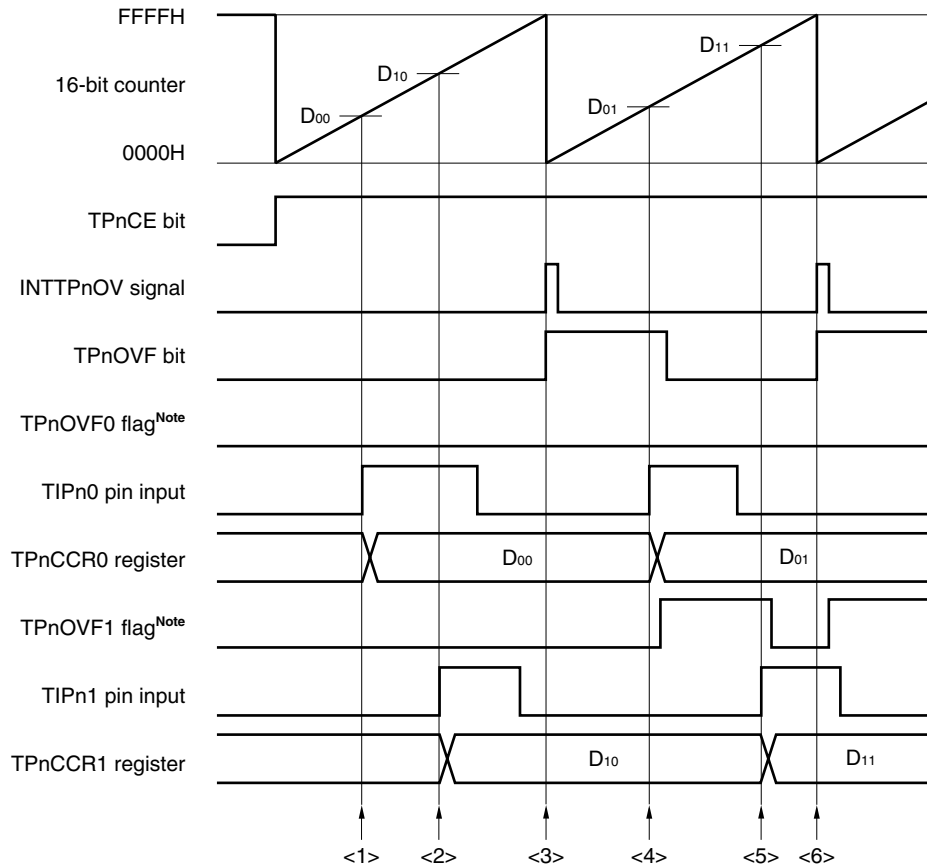 FFFFH
D11
D10
16-bit counter
D01
D00
0000H
TPnCE bit
INTTPnOV signal
TPnOVF bit
TPnOVF0 flagNote
TIPn0 pin input
TPnCCR0 register
D00
D01
TPnOVF1 flagNote
TIPn1 pin input
TPnCCR1 register
D10
D11
<1> <2> <3> <4> <5> <6>